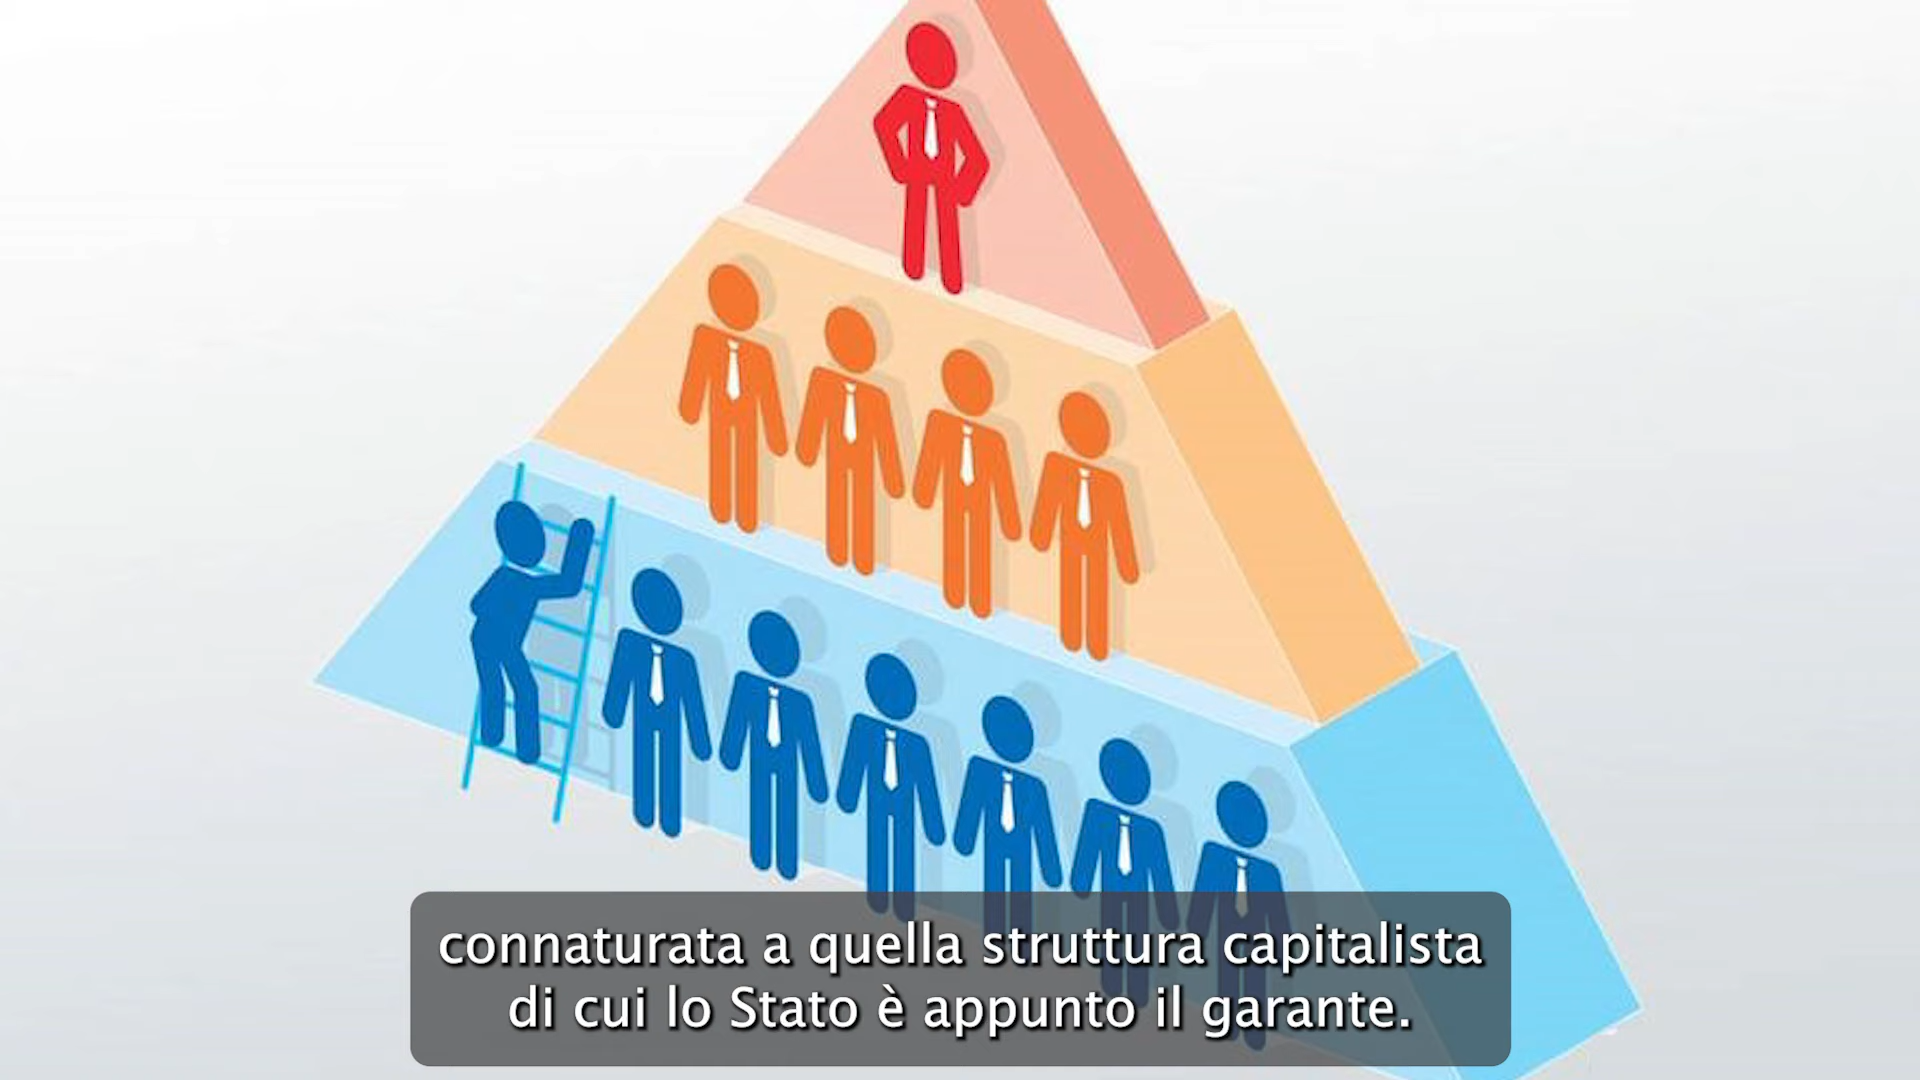 connaturata a quella struttura capitalista
di cui lo Stato è appunto il garante.